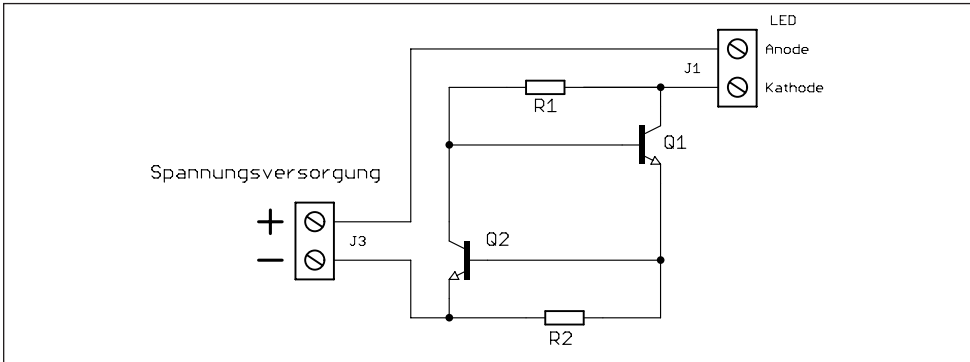 LED
Anode
J1
Kathode
R1
Q1
Spannungsversorgung
+
J3
−
Q2
R2